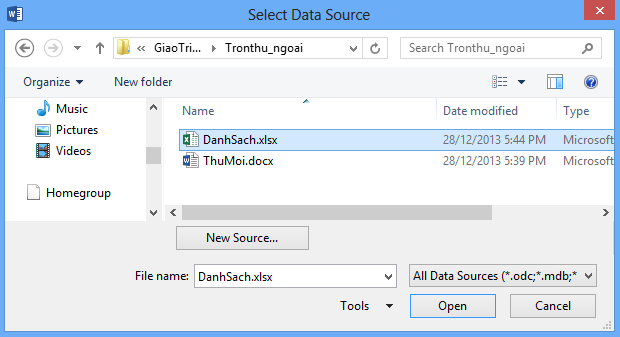 Select Data Source
« GiaoTri... Tronthu_ngoai
Search Tronthu_ngoai
Organize New folder
Music
Pictures
Videos
Homegroup
Name Date modified Type
DanhSach.xlsx 28/12/2013 5:44 PM Microsoft
ThuMoi.docx 28/12/2013 5:39 PM Microsoft
New Source...
File name: DanhSach.xlsx All Data Sources (*.odc;*.mdb;*
Tools Open Cancel